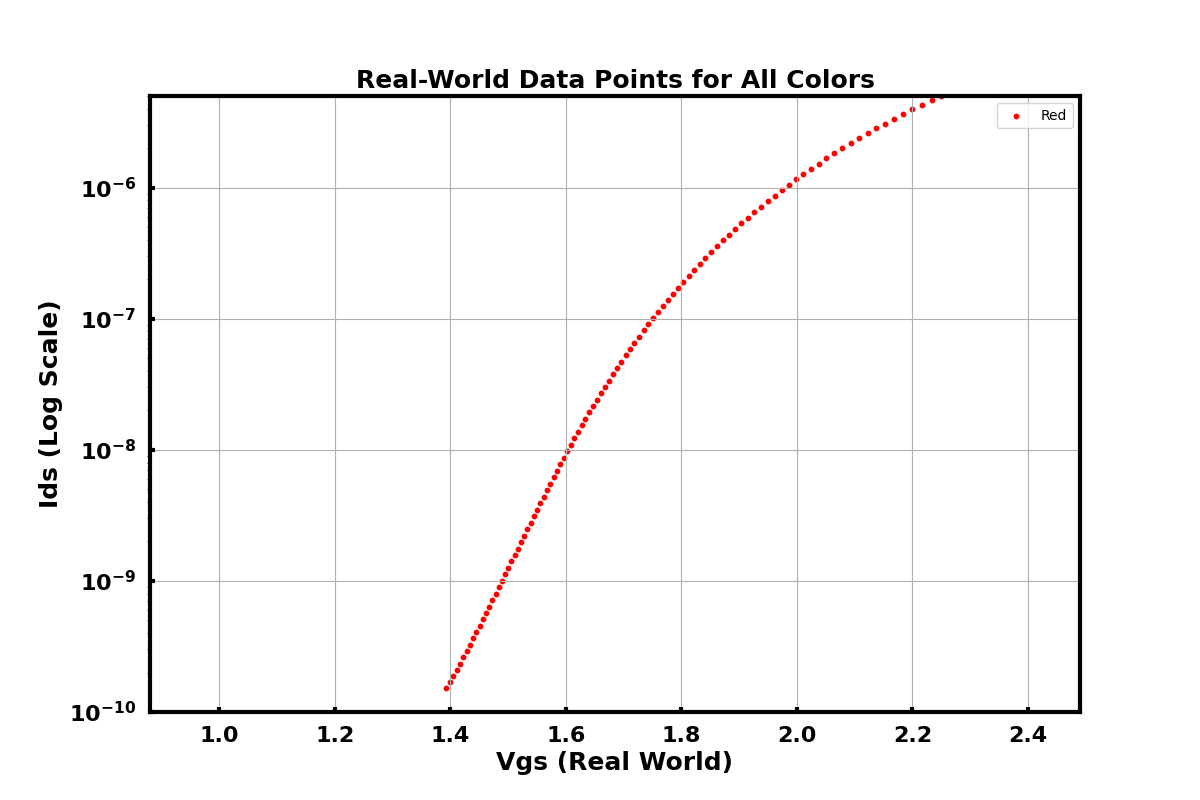 Real-World Data Points for All Colors
Red
10⁻⁶
10⁻⁷
10⁻⁸
10⁻⁹
10⁻¹⁰
Ids (Log Scale)
1.0 1.2 1.4 1.6 1.8 2.0 2.2 2.4
Vgs (Real World)